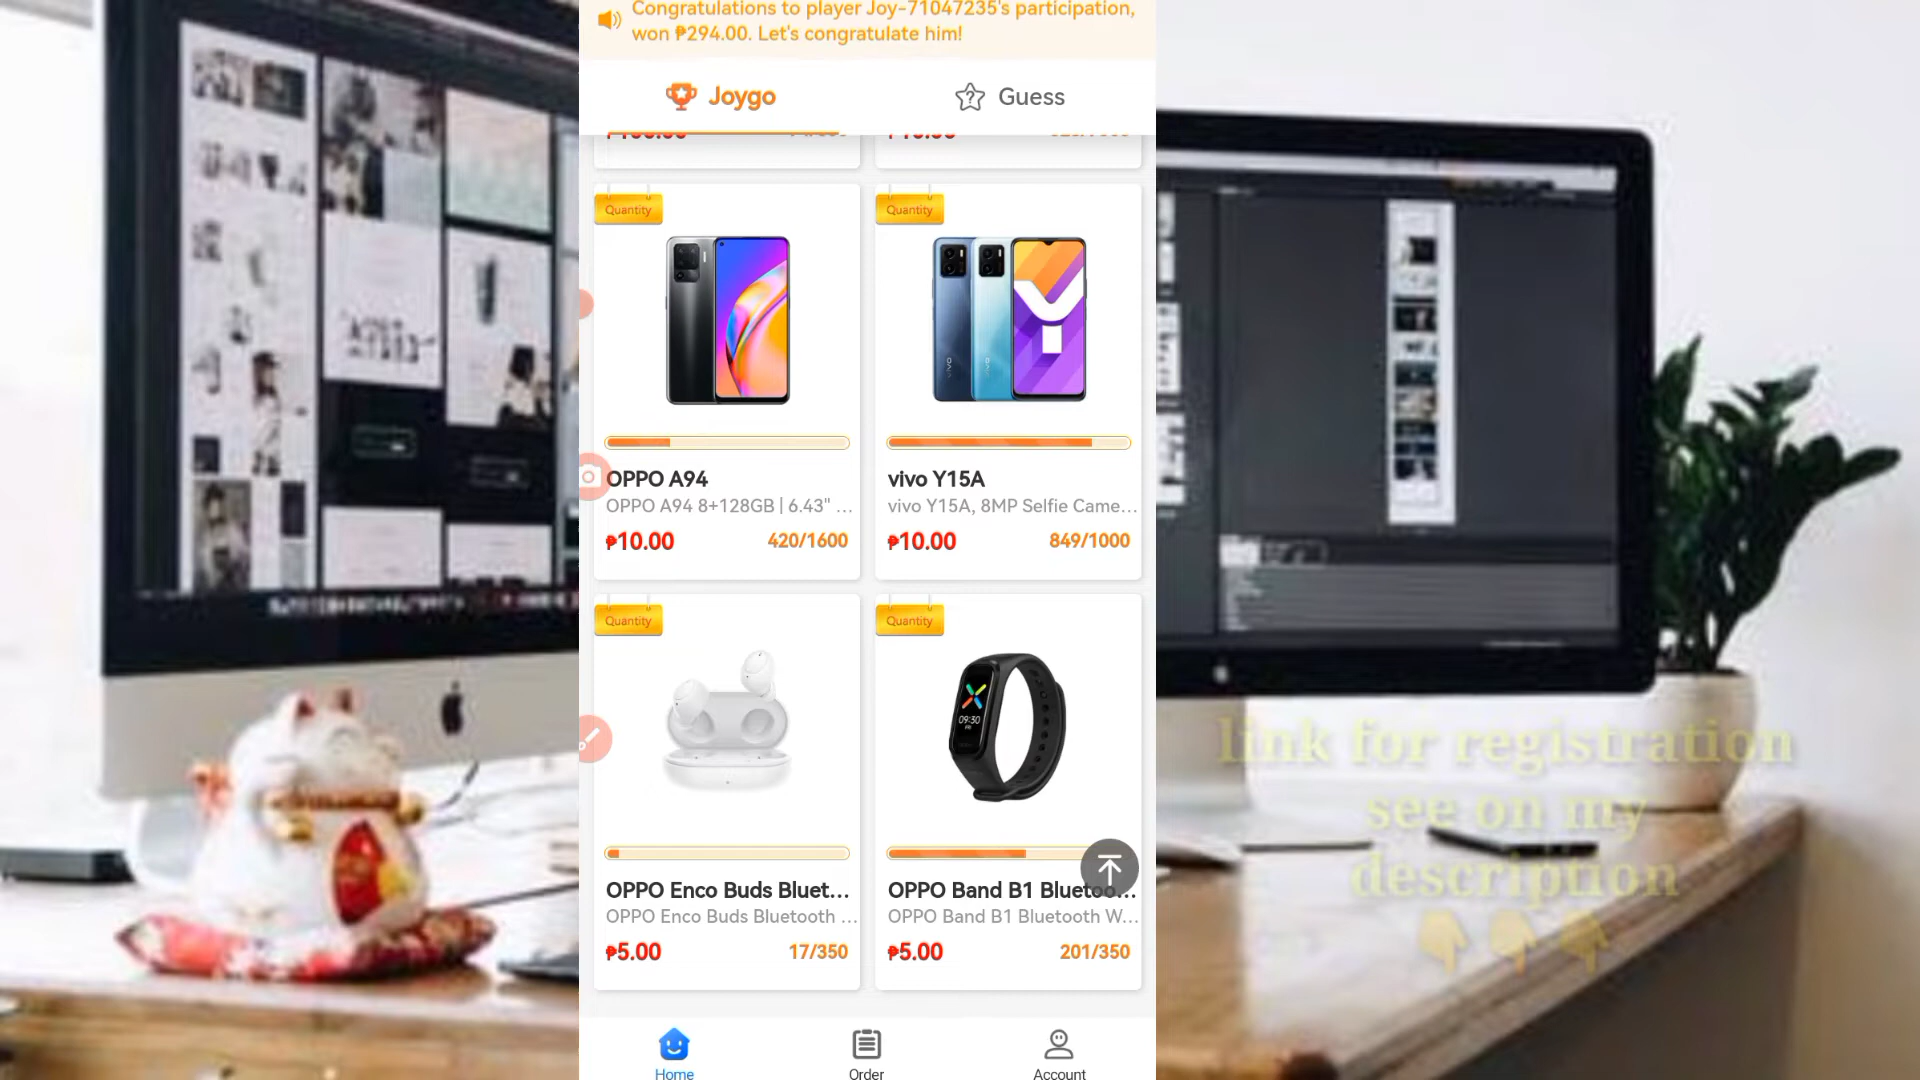 Congratulations to player Joy-71047235's participation,
won ₱294.00. Let's congratulate him!
Joygo
Guess
Quantity
Quantity
OPPO A94
OPPO A94 8+128GB | 6.43" ...
₱10.00
420/1600
vivo Y15A
vivo Y15A, 8MP Selfie Came...
₱10.00
849/1000
Quantity
Quantity
09:30
OPPO Enco Buds Bluet...
OPPO Enco Buds Bluetooth ...
₱5.00
17/350
OPPO Band B1 Bluetoo...
OPPO Band B1 Bluetooth W...
₱5.00
201/350
link for registration
see on my
description
Home
Order
Account